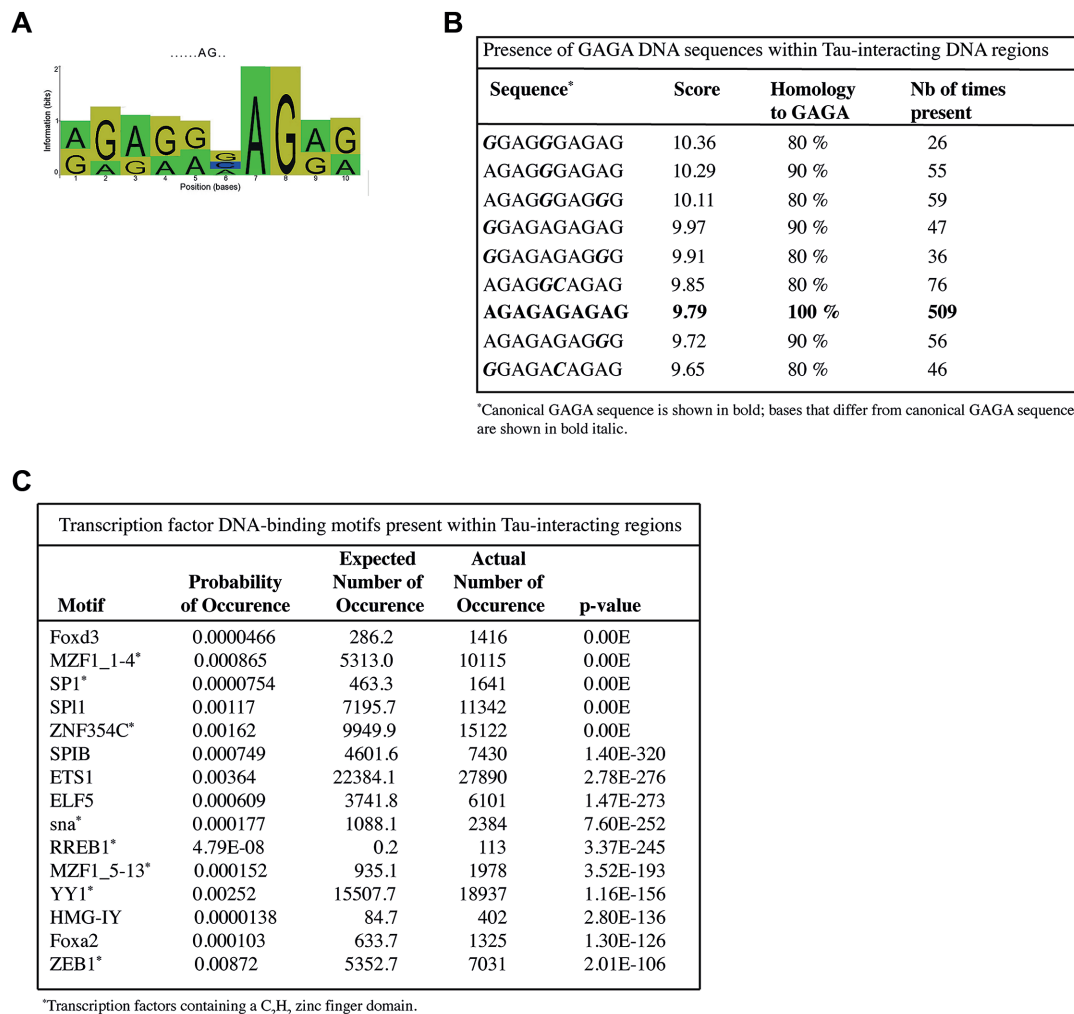 A
......AG..
2
1
0
Information (bits)
A G A G G G A G A G
C
G A G A A A G A
1 2 3 4 5 6 7 8 9 10
Position (bases)
B
Presence of GAGA DNA sequences within Tau-interacting DNA regions
Sequence* Score Homology to GAGA Nb of times present
GGAGGGAGAG 10.36 80 % 26
AGAGGGAGAG 10.29 90 % 55
AGAGGGAGGG 10.11 80 % 59
GGAGAGAGAG 9.97 90 % 47
GGAGAGAGGG 9.91 80 % 36
AGAGGCAGAG 9.85 80 % 76
AGAGAGAGAG 9.79 100 % 509
AGAGAGAGGG 9.72 90 % 56
GGAGACAGAG 9.65 80 % 46
*Canonical GAGA sequence is shown in bold; bases that differ from canonical GAGA sequence
are shown in bold italic.
C
Transcription factor DNA-binding motifs present within Tau-interacting regions
Motif Probability of Occurence Expected Number of Occurence Actual Number of Occurence p-value
Foxd3 0.0000466 286.2 1416 0.00E
MZF1_1-4* 0.000865 5313.0 10115 0.00E
SP1* 0.0000754 463.3 1641 0.00E
SPI1 0.00117 7195.7 11342 0.00E
ZNF354C* 0.00162 9949.9 15122 0.00E
SPIB 0.000749 4601.6 7430 1.40E-320
ETS1 0.00364 22384.1 27890 2.78E-276
ELF5 0.000609 3741.8 6101 1.47E-273
sna* 0.000177 1088.1 2384 7.60E-252
RREB1* 4.79E-08 0.2 113 3.37E-245
MZF1_5-13* 0.000152 935.1 1978 3.52E-193
YY1* 0.00252 15507.7 18937 1.16E-156
HMG-IY 0.0000138 84.7 402 2.80E-136
Foxa2 0.000103 633.7 1325 1.30E-126
ZEB1* 0.00872 5352.7 7031 2.01E-106
*Transcription factors containing a C,H, zinc finger domain.